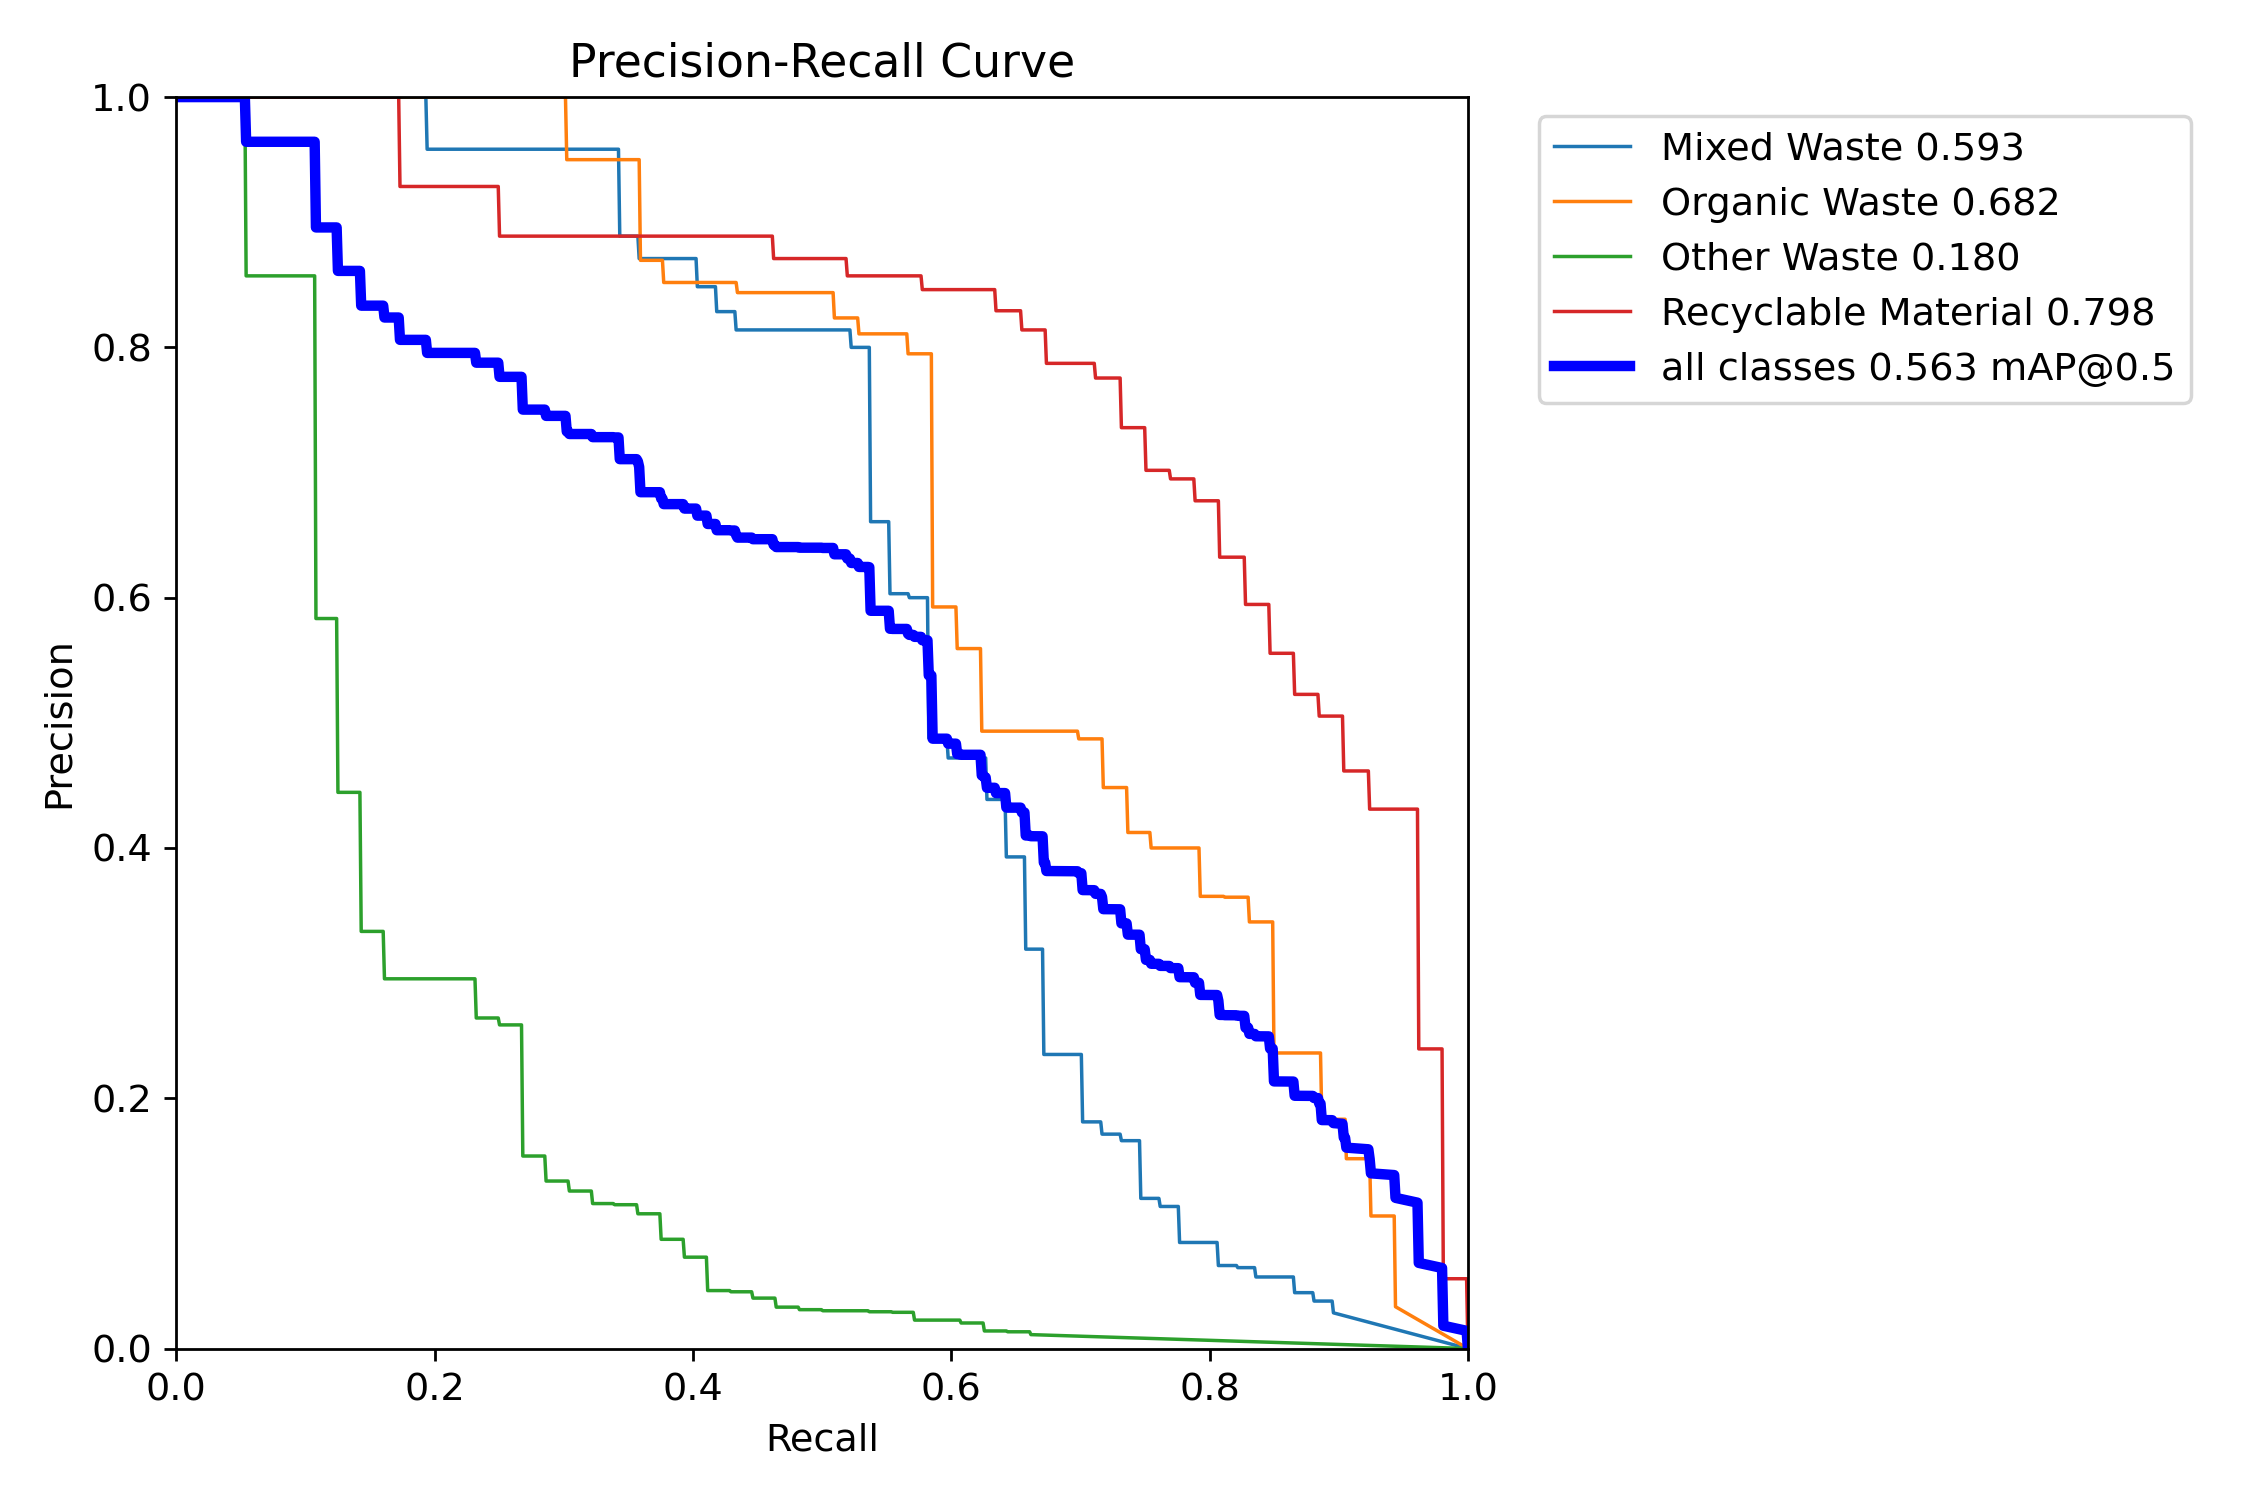 Precision-Recall Curve
1.0
0.8
0.6
0.4
0.2
0.0
Precision
0.0 0.2 0.4 0.6 0.8 1.0
Recall
Mixed Waste 0.593
Organic Waste 0.682
Other Waste 0.180
Recyclable Material 0.798
all classes 0.563 mAP@0.5